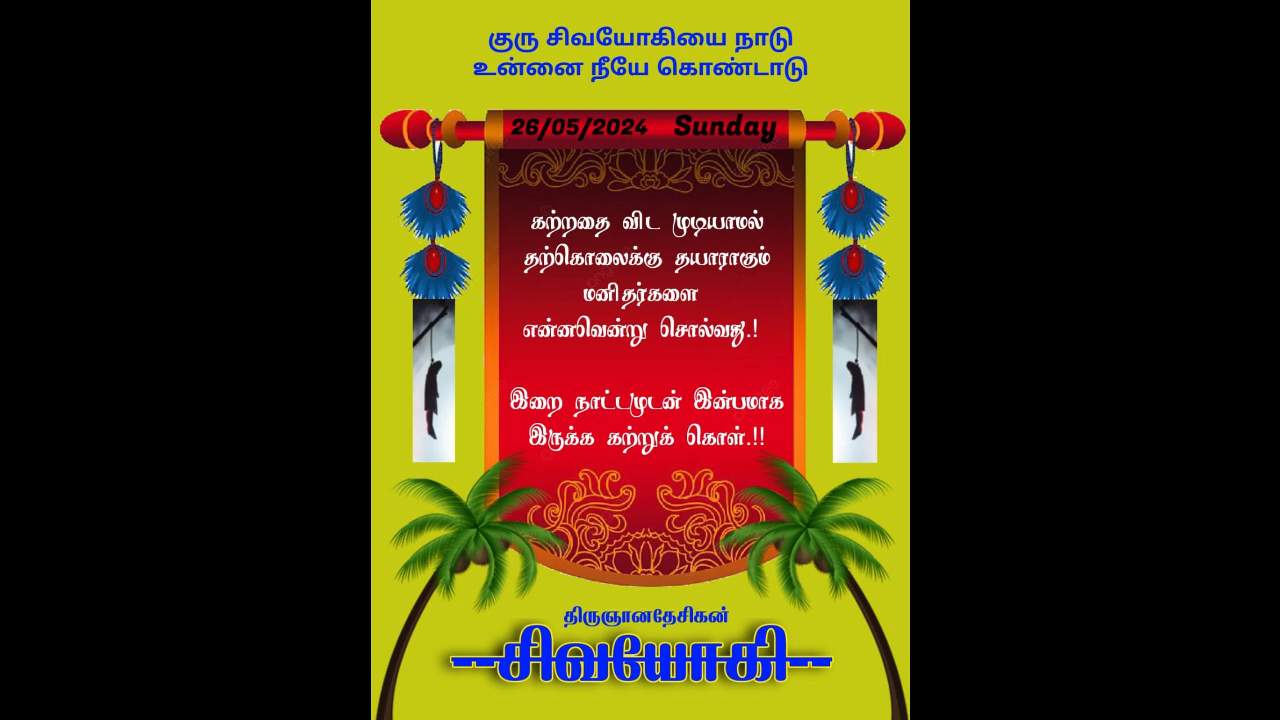 குரு சிவயோகியை நாடு
உன்னை நீயே கொண்டாடு
26/05/2024 Sunday
கற்றதை விட முடியாமல்
தற்கொலைக்கு தயாராகும்
மனிதர்களை
என்னவென்று சொல்வது.!
இறை நாட்டமுடன் இன்பமாக
இருக்க கற்றுக் கொள்.!!
திருஞானதேசிகன்
--சிவயோகி--